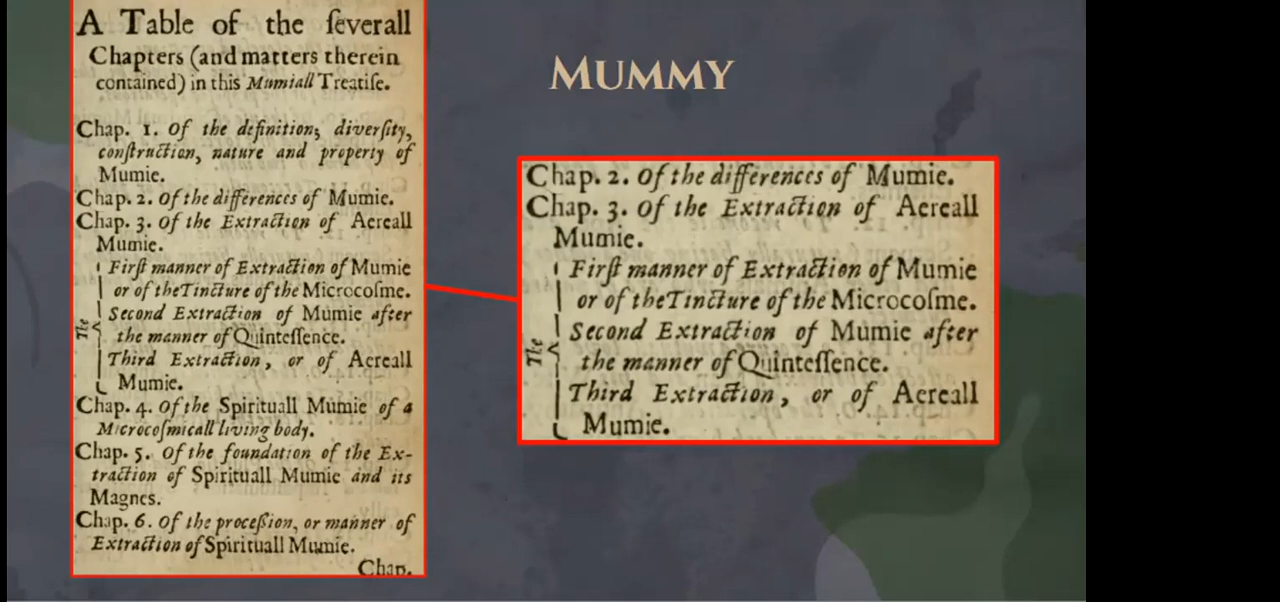 A Table of the ſeverall
Chapters (and matters therein
contained) in this Mumiall Treatiſe.
Chap. 1. Of the definition, diverſity,
conſtruction, nature and property of
Mumie.
Chap. 2. Of the differences of Mumie.
Chap. 3. Of the Extraction of Aereall
Mumie.
The
Firſt manner of Extraction of Mumie
or of theTincture of the Microcoſme.
Second Extraction of Mumie after
the manner of Quinteſſence.
Third Extraction, or of Aereall
Mumie.
Chap. 4. Of the Spirituall Mumie of a
Microcoſmicall living body.
Chap. 5. Of the foundation of the Ex-
traction of Spirituall Mumie and its
Magnes.
Chap. 6. Of the proceſsion, or manner of
Extraction of Spirituall Mumie.
Chap.
MUMMY
Chap. 2. Of the differences of Mumie.
Chap. 3. Of the Extraction of Aereall
Mumie.
The
Firſt manner of Extraction of Mumie
or of theTincture of the Microcoſme.
Second Extraction of Mumie after
the manner of Quinteſſence.
Third Extraction, or of Aereall
Mumie.